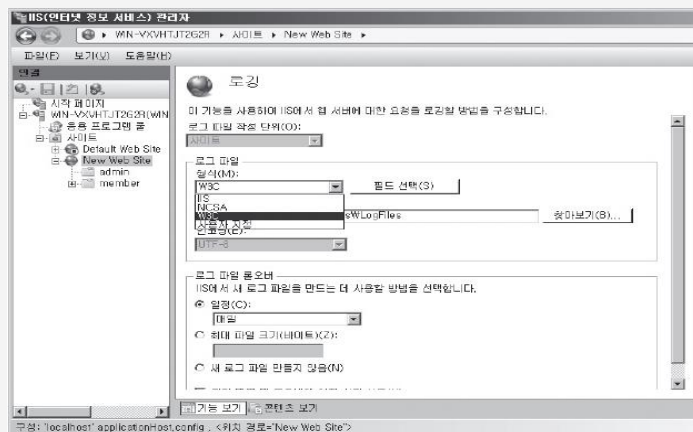 IIS(인터넷 정보 서비스) 관리자
WIN-VXVHTJT2G2R ▸ 사이트 ▸ New Web Site ▸
파일(F) 보기(V) 도움말(H)
연결
시작 페이지
WIN-VXVHTJT2G2R(WIN
응용 프로그램 풀
사이트
Default Web Site
New Web Site
admin
member
로깅
이 기능을 사용하여 IIS에서 웹 서버에 대한 요청을 로깅할 방법을 구성합니다.
로그 파일 작성 단위(O):
사이트
로그 파일
형식(M):
W3C 필드 선택(S)
IIS
NCSA
W3C
사용자 지정
s₩LogFiles 찾아보기(B)...
인코딩(E):
UTF-8
로그 파일 롤오버
IIS에서 새 로그 파일을 만드는 데 사용할 방법을 선택합니다.
일정(C):
매일
최대 파일 크기(바이트)(Z):
새 로그 파일 만들지 않음(N)
기능 보기 콘텐츠 보기
구성: 'localhost' applicationHost.config , <위치 경로="New Web Site">